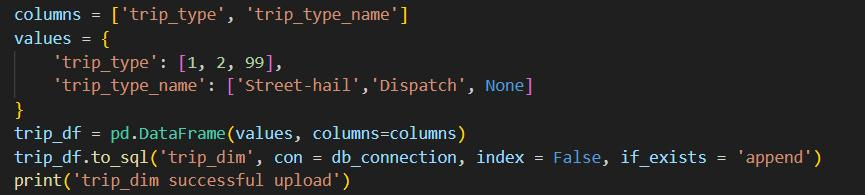 columns = ['trip_type', 'trip_type_name']
values = {
    'trip_type': [1, 2, 99],
    'trip_type_name': ['Street-hail','Dispatch', None]
}
trip_df = pd.DataFrame(values, columns=columns)
trip_df.to_sql('trip_dim', con = db_connection, index = False, if_exists = 'append')
print('trip_dim successful upload')